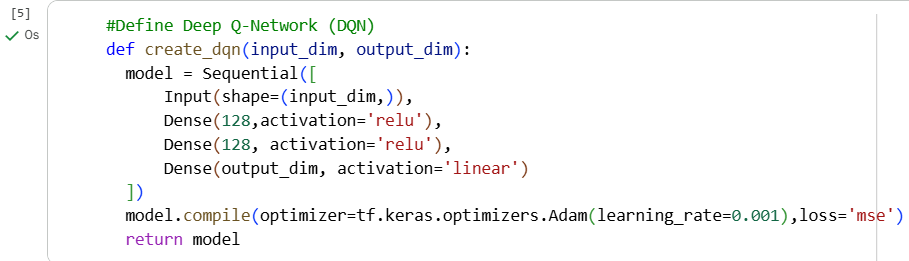 [5]
0s
#Define Deep Q-Network (DQN)
def create_dqn(input_dim, output_dim):
  model = Sequential([
      Input(shape=(input_dim,)),
      Dense(128,activation='relu'),
      Dense(128, activation='relu'),
      Dense(output_dim, activation='linear')
  ])
  model.compile(optimizer=tf.keras.optimizers.Adam(learning_rate=0.001),loss='mse')
  return model